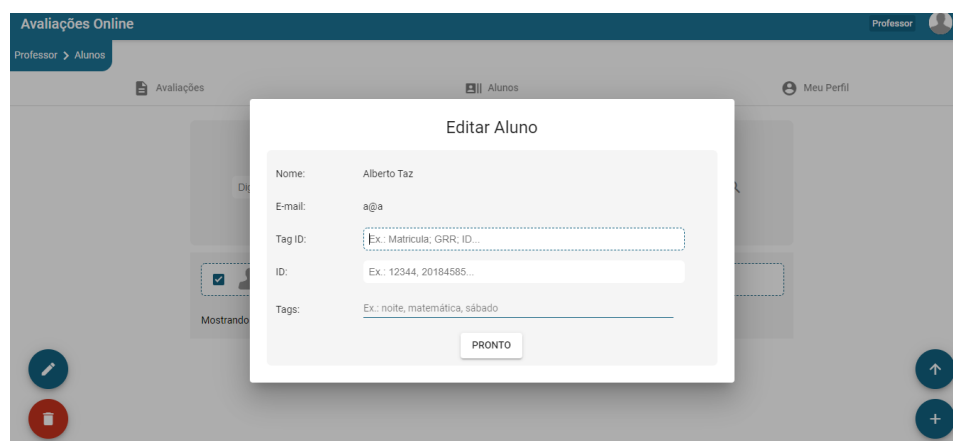 Avaliações Online
Professor
Professor > Alunos
Avaliações
Alunos
Meu Perfil
Editar Aluno
Nome: Alberto Taz
E-mail: a@a
Tag ID: Ex.: Matricula; GRR; ID...
ID: Ex.: 12344, 20184585...
Tags: Ex.: noite, matemática, sábado
PRONTO
Mostrando